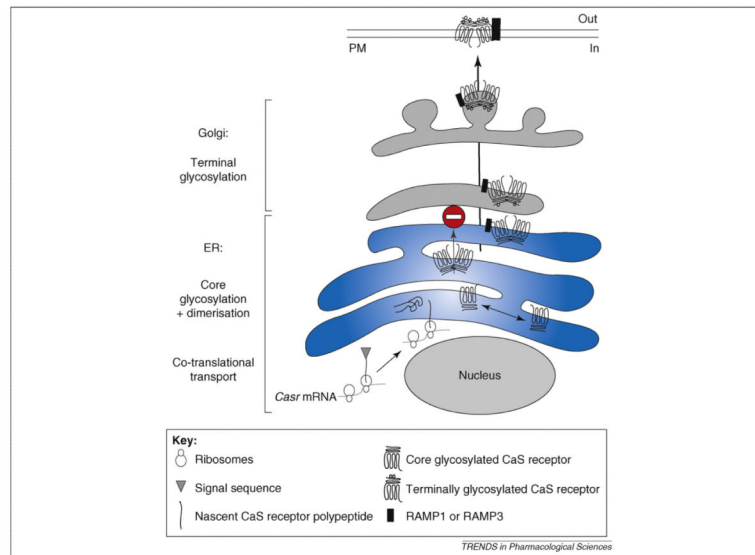 Out
PM
In
Golgi:
Terminal
glycosylation
ER:
Core
glycosylation
+ dimerisation
Co-translational
transport
Casr mRNA
Nucleus
Key:
Ribosomes
Core glycosylated CaS receptor
Signal sequence
Terminally glycosylated CaS receptor
Nascent CaS receptor polypeptide
RAMP1 or RAMP3
TRENDS in Pharmacological Sciences